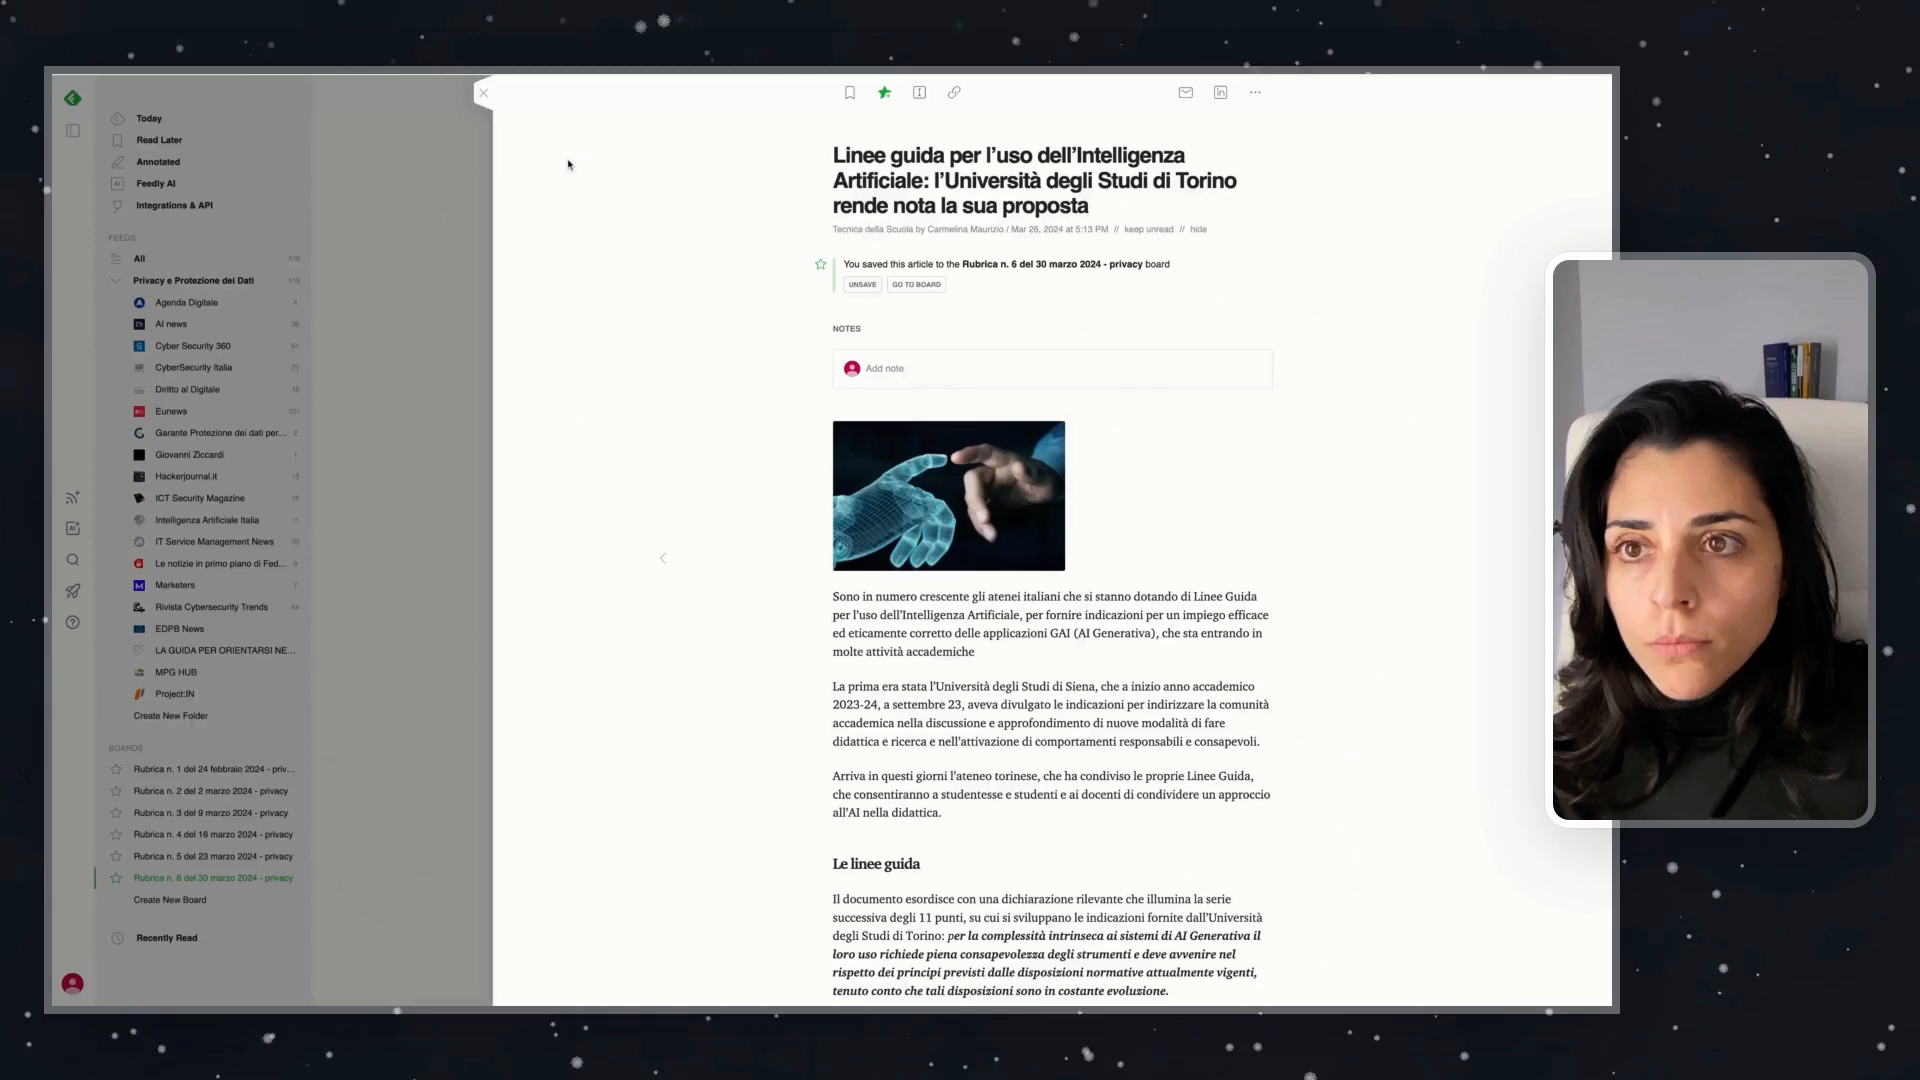 Today
Read Later
Annotated
Feedly AI
Integrations & API
FEEDS
All 518
Privacy e Protezione dei Dati 518
Agenda Digitale 4
AI news
Cyber Security 360 61
CyberSecurity Italia 73
Diritto al Digitale
Eunews 201
Garante Protezione dei dati per...
Giovanni Ziccardi 1
Hackerjournal.it 13
ICT Security Magazine
Intelligenza Artificiale Italia 11
IT Service Management News
Le notizie in primo piano di Fed... 9
Marketers 7
Rivista Cybersecurity Trends 54
EDPB News
LA GUIDA PER ORIENTARSI NE...
MPG HUB
Project:IN
Create New Folder
BOARDS
Rubrica n. 1 del 24 febbraio 2024 - priv...
Rubrica n. 2 del 2 marzo 2024 - privacy
Rubrica n. 3 del 9 marzo 2024 - privacy
Rubrica n. 4 del 16 marzo 2024 - privacy
Rubrica n. 5 del 23 marzo 2024 - privacy
Rubrica n. 6 del 30 marzo 2024 - privacy
Create New Board
Recently Read
Linee guida per l’uso dell’Intelligenza
Artificiale: l’Università degli Studi di Torino
rende nota la sua proposta
Tecnica della Scuola by Carmelina Maurizio / Mar 26, 2024 at 5:13 PM // keep unread // hide
You saved this article to the Rubrica n. 6 del 30 marzo 2024 - privacy board
UNSAVE GO TO BOARD
NOTES
Add note
Sono in numero crescente gli atenei italiani che si stanno dotando di Linee Guida
per l’uso dell’Intelligenza Artificiale, per fornire indicazioni per un impiego efficace
ed eticamente corretto delle applicazioni GAI (AI Generativa), che sta entrando in
molte attività accademiche
La prima era stata l’Università degli Studi di Siena, che a inizio anno accademico
2023-24, a settembre 23, aveva divulgato le indicazioni per indirizzare la comunità
accademica nella discussione e approfondimento di nuove modalità di fare
didattica e ricerca e nell’attivazione di comportamenti responsabili e consapevoli.
Arriva in questi giorni l’ateneo torinese, che ha condiviso le proprie Linee Guida,
che consentiranno a studentesse e studenti e ai docenti di condividere un approccio
all’AI nella didattica.
Le linee guida
Il documento esordisce con una dichiarazione rilevante che illumina la serie
successiva degli 11 punti, su cui si sviluppano le indicazioni fornite dall’Università
degli Studi di Torino: per la complessità intrinseca ai sistemi di AI Generativa il
loro uso richiede piena consapevolezza degli strumenti e deve avvenire nel
rispetto dei principi previsti dalle disposizioni normative attualmente vigenti,
tenuto conto che tali disposizioni sono in costante evoluzione.